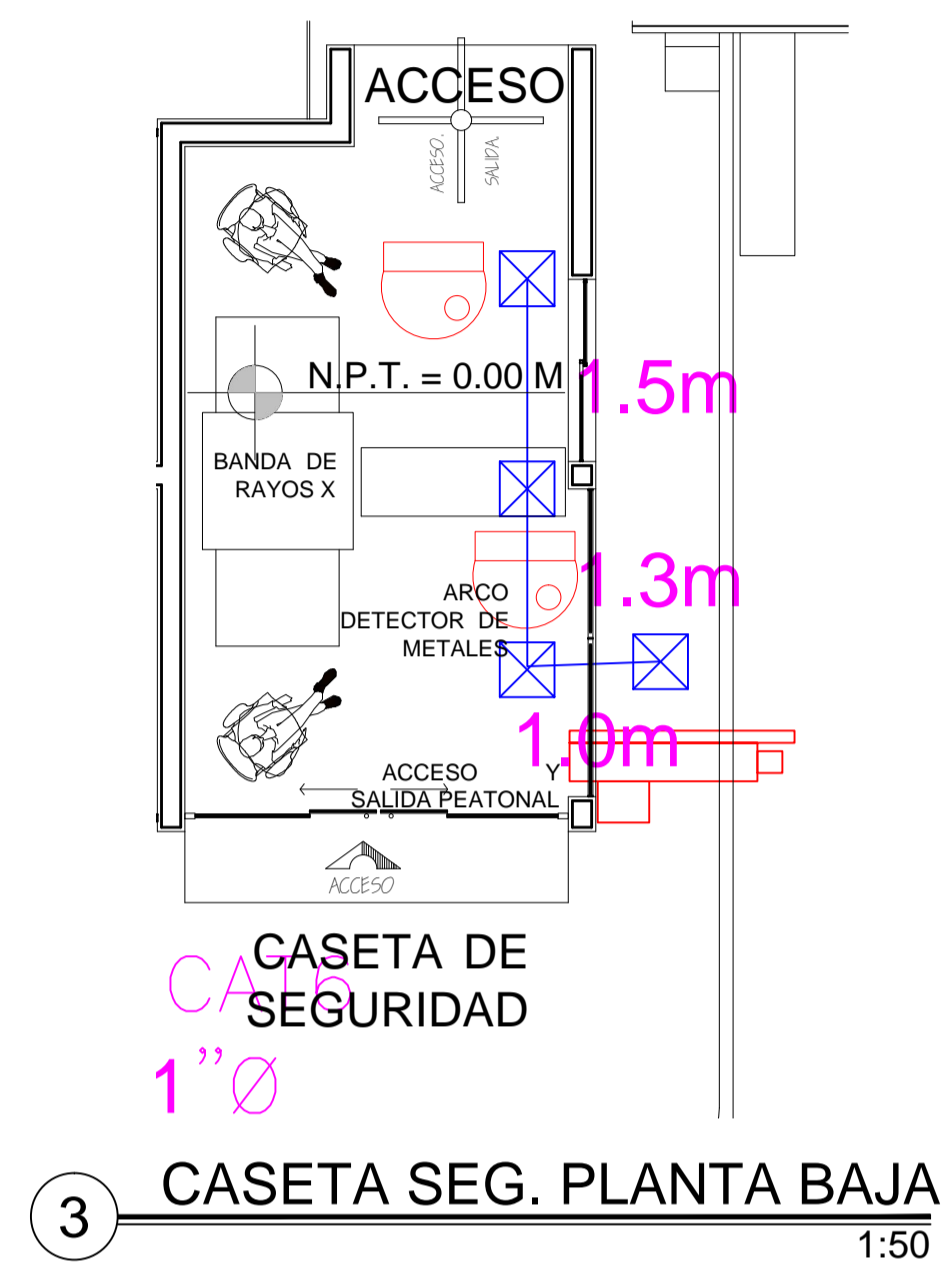 ACCESO
ACCESO.
SALIDA.
N.P.T. = 0.00 M
1.5m
BANDA DE
RAYOS X
1.3m
ARCO
DETECTOR DE
METALES
1.0m
ACCESO Y
SALIDA PEATONAL
ACCESO
CASETA DE
SEGURIDAD
CAT6
1”Ø
3
CASETA SEG. PLANTA BAJA
1:50